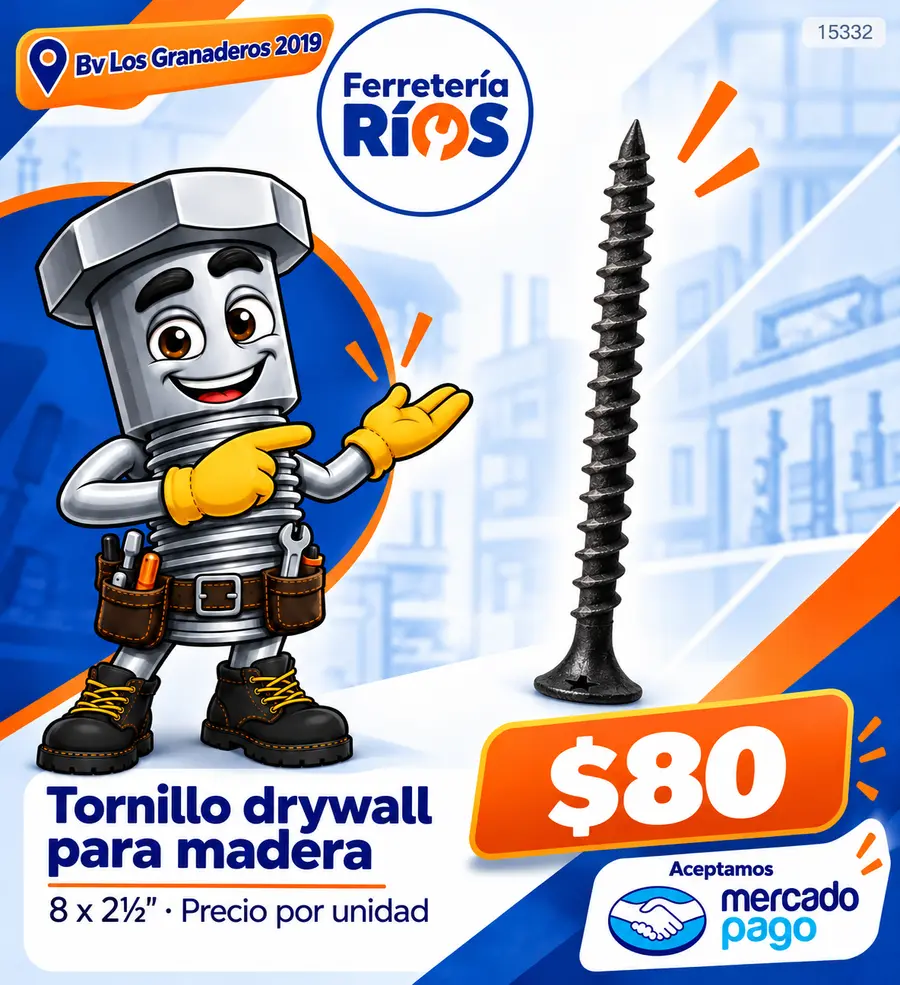 Bv Los Granaderos 2019
Ferretería
RÍOS
15332
Tornillo drywall
para madera
8 x 2½" · Precio por unidad
$80
Aceptamos
mercado
pago